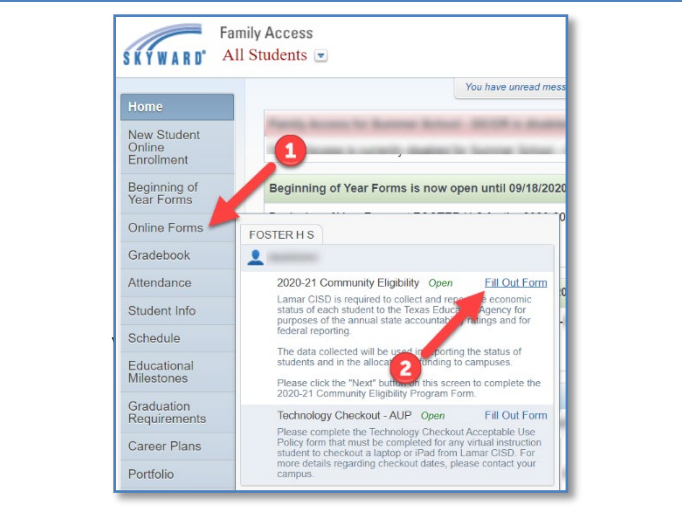 Family Access
SKYWARD
All Students
You have unread mess
Home
New Student
Online
Enrollment
Beginning of
Year Forms
Online Forms
Gradebook
Attendance
Student Info
Schedule
Educational
Milestones
Graduation
Requirements
Career Plans
Portfolio
1
Beginning of Year Forms is now open until 09/18/2020
FOSTER H S
2020-21 Community Eligibility Open Fill Out Form
Lamar CISD is required to collect and economic
status of each student to the Texas Agency for
purposes of the annual state and for
federal reporting.
The data collected will be used in the status of
students and in the funding to campuses.
Please click the "Next" button on this screen to complete the
2020-21 Community Eligibility Program Form.
2
Technology Checkout - AUP Open Fill Out Form
Please complete the Technology Checkout Acceptable Use
Policy form that must be completed for any virtual instruction
student to checkout a laptop or iPad from Lamar CISD. For
more details regarding checkout dates, please contact your
campus.